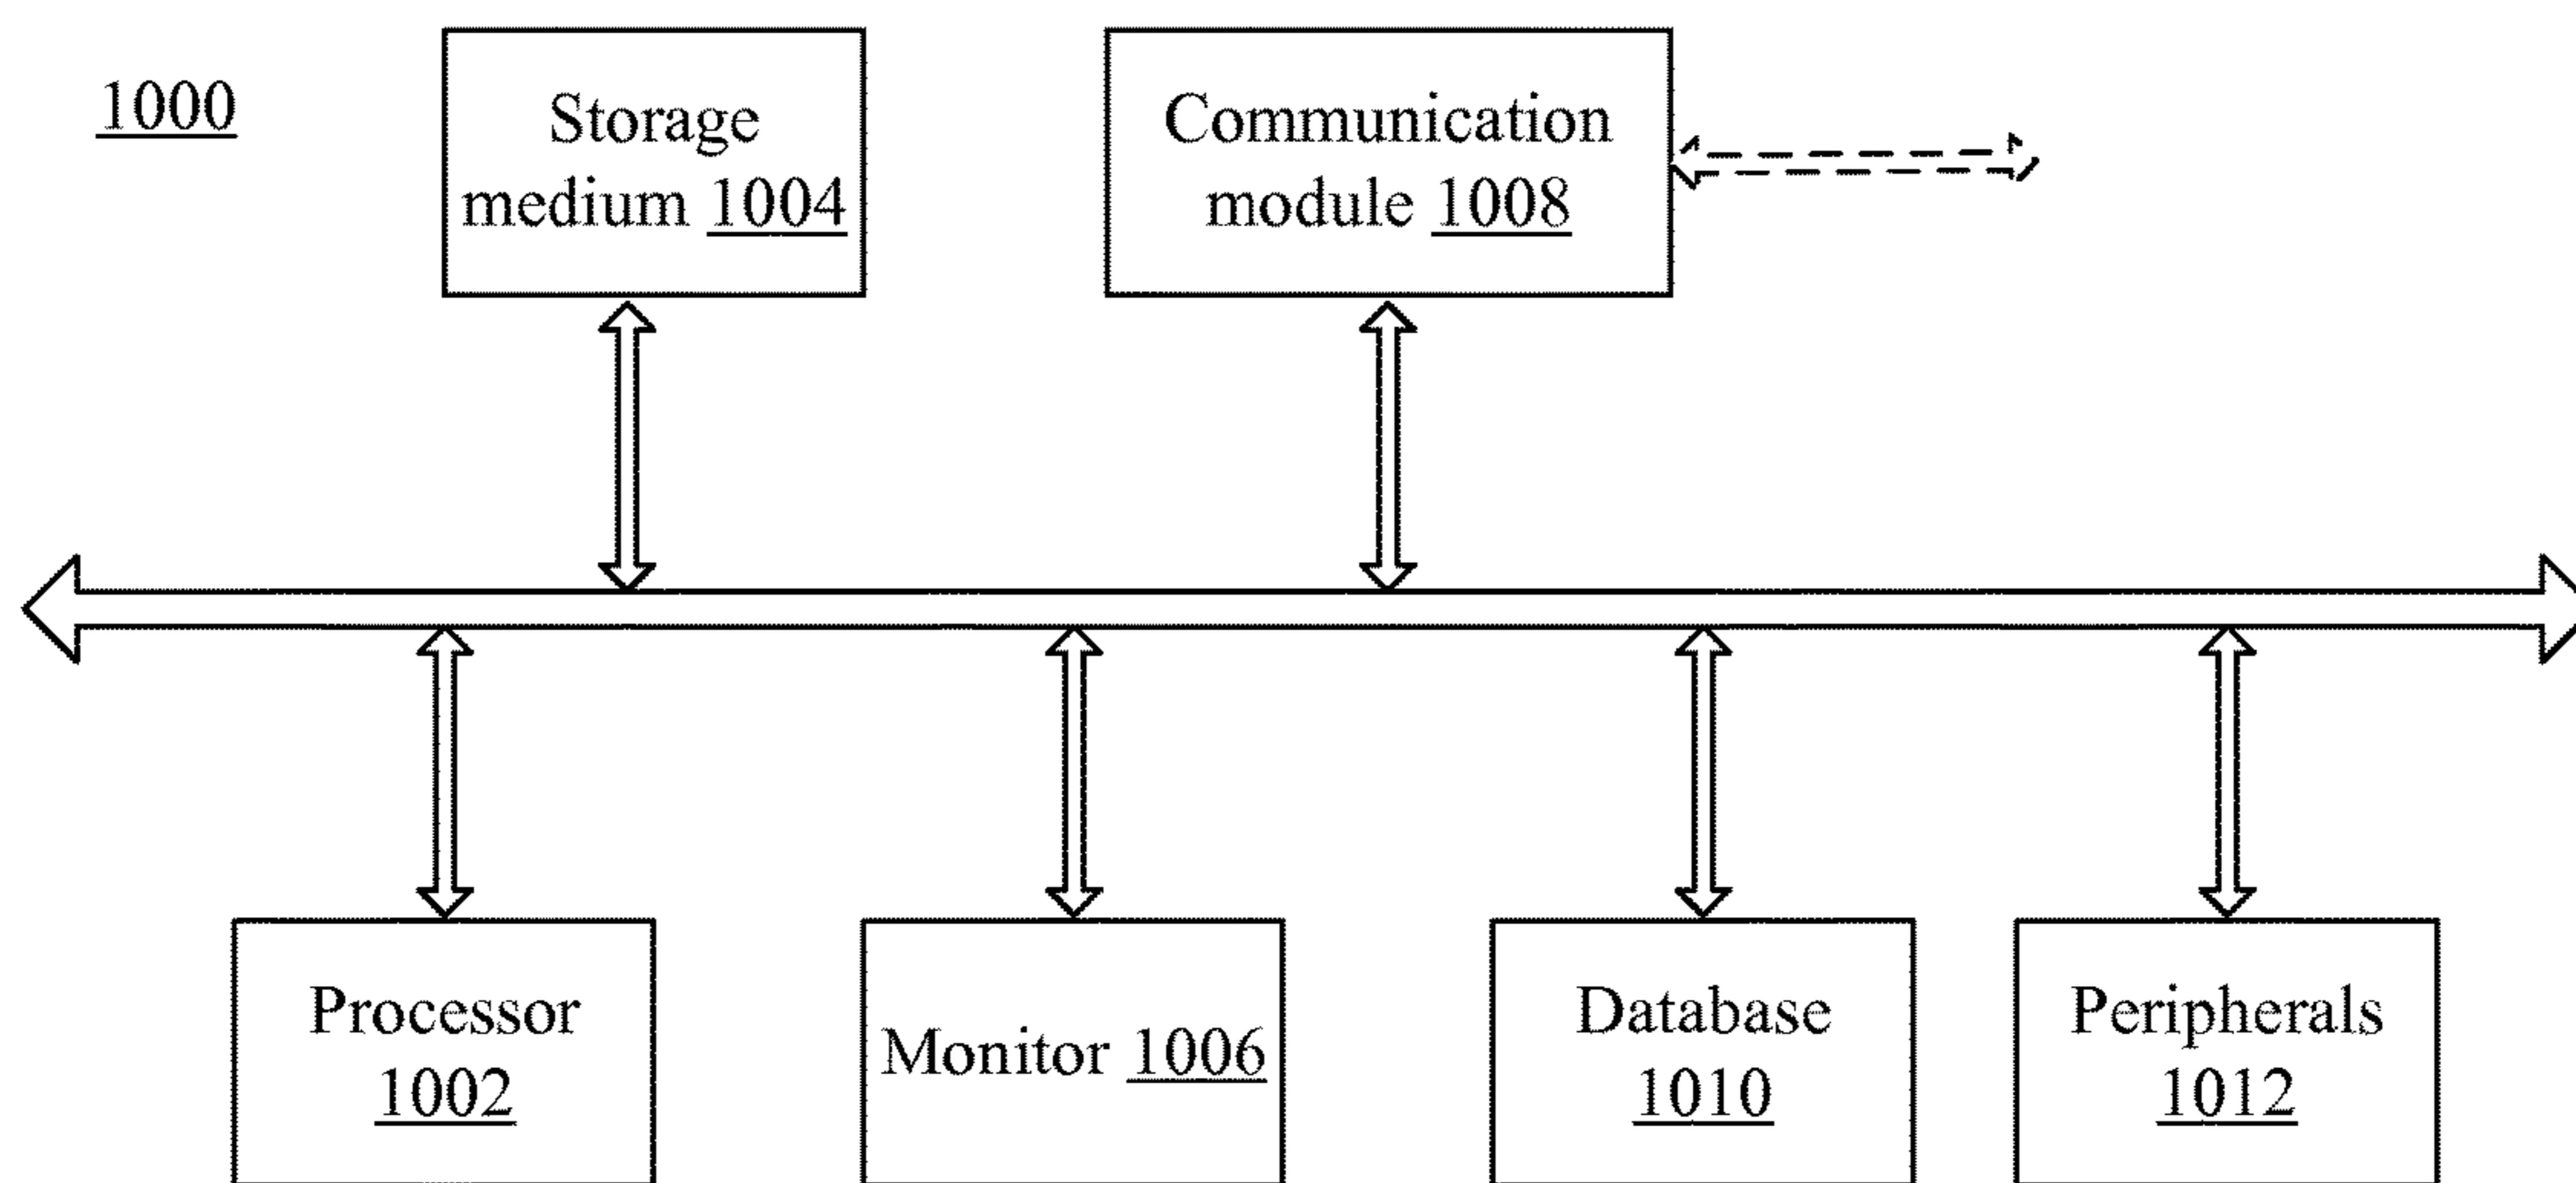 1000
Storage
medium 1004
Communication
module 1008
Processor
1002
Monitor 1006
Database
1010
Peripherals
1012